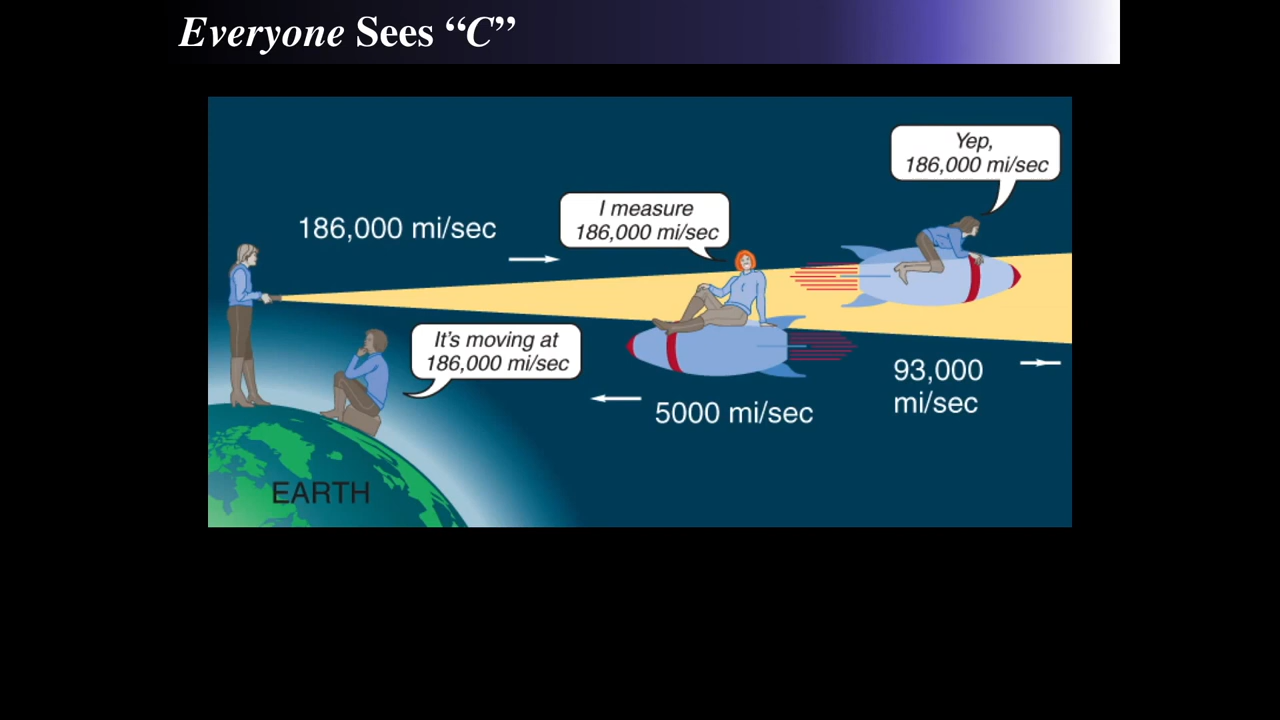 Everyone Sees “C”
Yep,
186,000 mi/sec
I measure
186,000 mi/sec
186,000 mi/sec
It's moving at
186,000 mi/sec
93,000
mi/sec
5000 mi/sec
EARTH